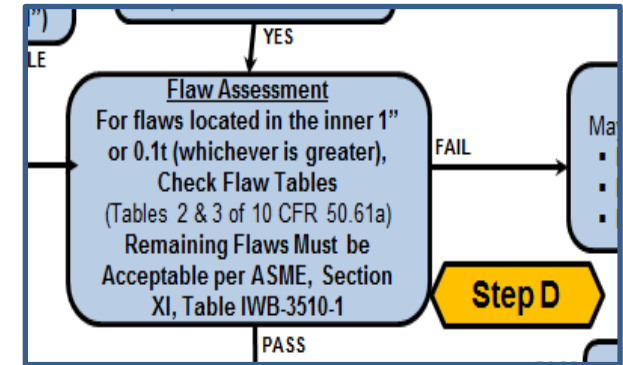 ")
LE
YES
Flaw Assessment
For flaws located in the inner 1"
or 0.1t (whichever is greater),
Check Flaw Tables
(Tables 2 & 3 of 10 CFR 50.61a)
Remaining Flaws Must be
Acceptable per ASME, Section
XI, Table IWB-3510-1
FAIL
May
▪
▪
▪
Step D
PASS